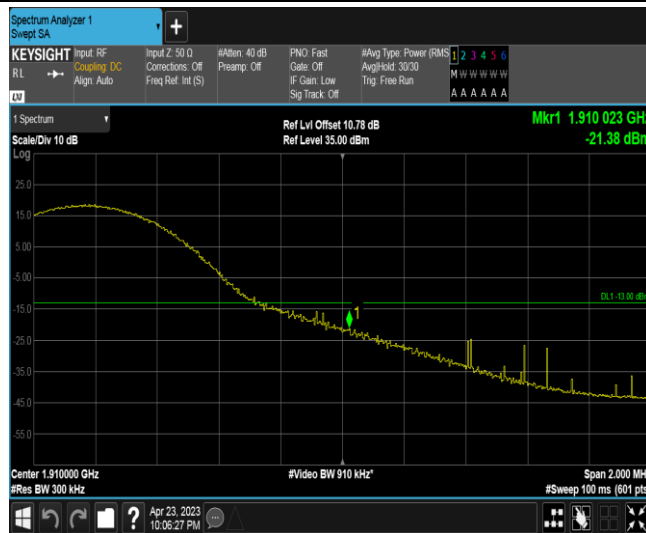 Spectrum Analyzer 1
Swept SA
+
KEYSIGHT
RL
LXI
Input: RF
Coupling: DC
Align: Auto
Input Z: 50 Ω
Corrections: Off
Freq Ref: Int (S)
#Atten: 40 dB
Preamp: Off
PNO: Fast
Gate: Off
IF Gain: Low
Sig Track: Off
#Avg Type: Power (RMS
Avg|Hold: 30/30
Trig: Free Run
1 2 3 4 5 6
M W W W W W
A A A A A A
1 Spectrum
Scale/Div 10 dB
Log
Ref Lvl Offset 10.78 dB
Ref Level 35.00 dBm
Mkr1 1.910 023 GHz
-21.38 dBm
25.0
15.0
5.00
-5.00
-15.0
-25.0
-35.0
-45.0
-55.0
DL1 -13.00 dBm
1
Center 1.910000 GHz
#Res BW 300 kHz
#Video BW 910 kHz*
Span 2.000 MH
#Sweep 100 ms (601 pts
?
Apr 23, 2023
10:06:27 PM